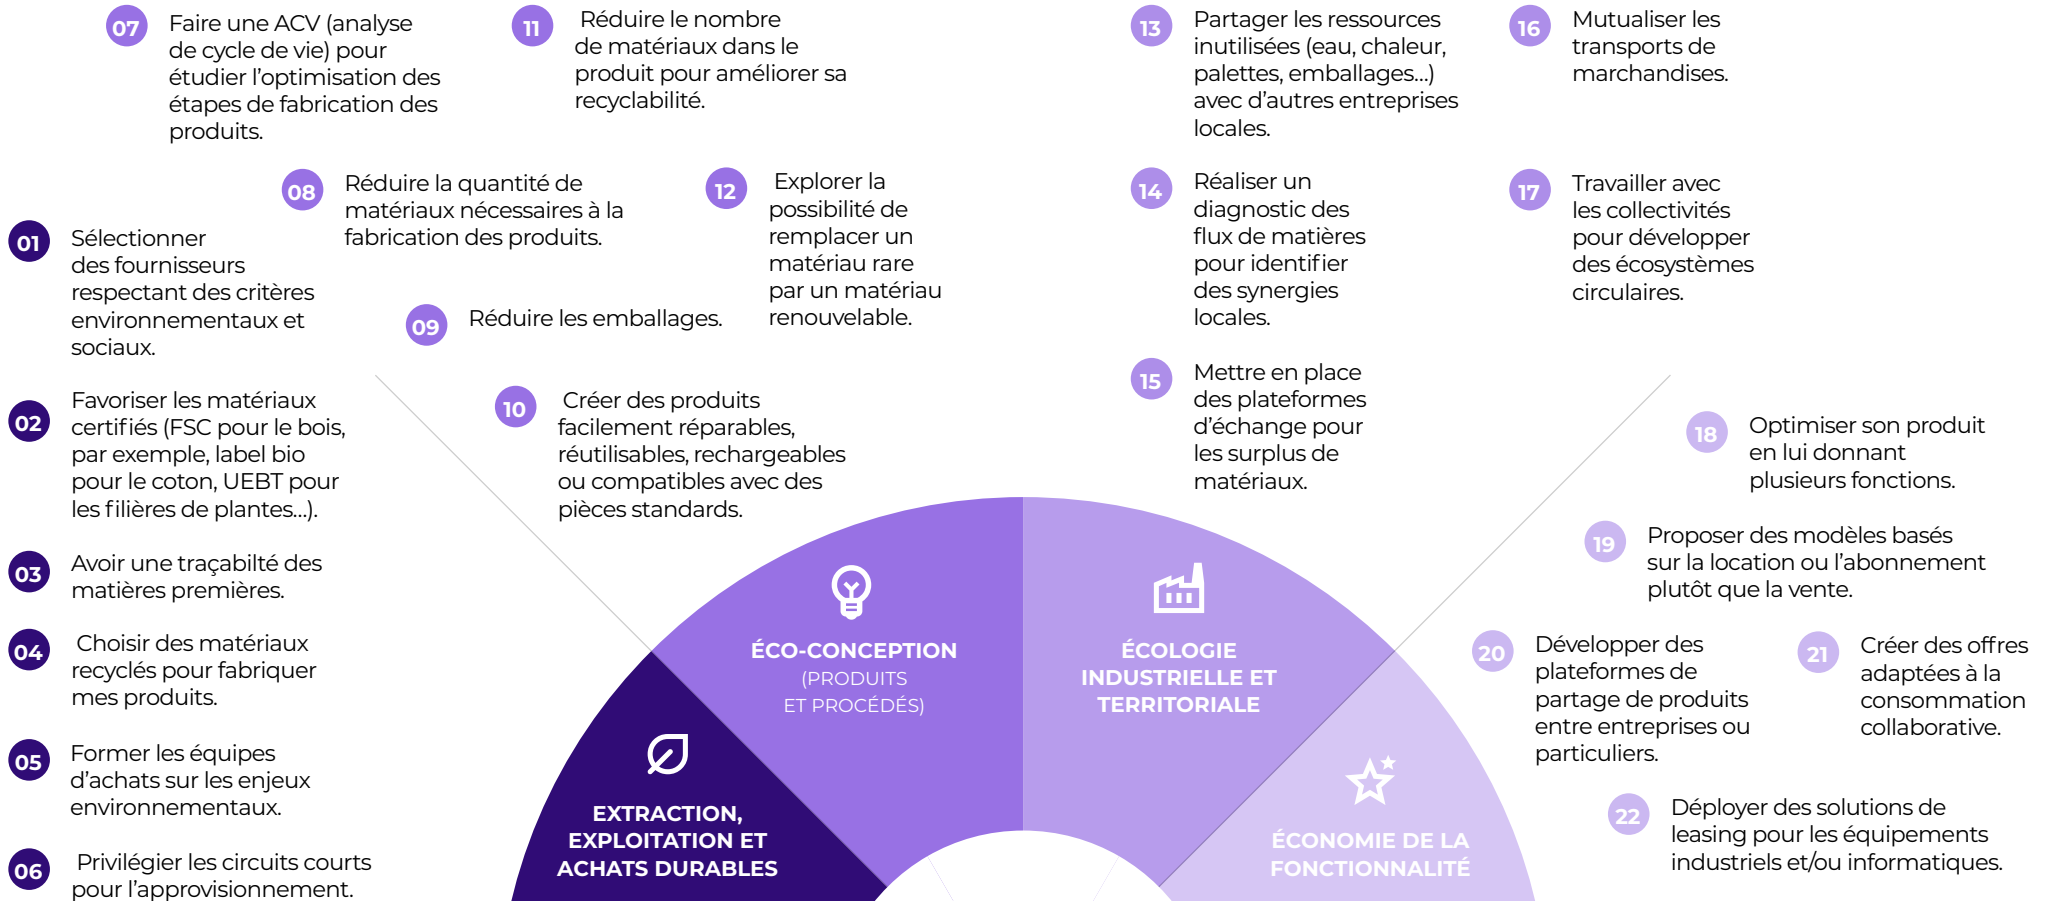 07
Faire une ACV (analyse
de cycle de vie) pour
étudier l’optimisation des
étapes de fabrication des
produits.
11
Réduire le nombre
de matériaux dans le
produit pour améliorer sa
recyclabilité.
13
Partager les ressources
inutilisées (eau, chaleur,
palettes, emballages...)
avec d’autres entreprises
locales.
16
Mutualiser les
transports de
marchandises.
08
Réduire la quantité de
matériaux nécessaires à la
fabrication des produits.
12
Explorer la
possibilité de
remplacer un
matériau rare
par un matériau
renouvelable.
14
Réaliser un
diagnostic des
flux de matières
pour identifier
des synergies
locales.
17
Travailler avec
les collectivités
pour développer
des écosystèmes
circulaires.
01
Sélectionner
des fournisseurs
respectant des critères
environnementaux et
sociaux.
09
Réduire les emballages.
15
Mettre en place
des plateformes
d’échange pour
les surplus de
matériaux.
02
Favoriser les matériaux
certifiés (FSC pour le bois,
par exemple, label bio
pour le coton, UEBT pour
les filières de plantes...).
10
Créer des produits
facilement réparables,
réutilisables, rechargeables
ou compatibles avec des
pièces standards.
18
Optimiser son produit
en lui donnant
plusieurs fonctions.
03
Avoir une traçabilté des
matières premières.
19
Proposer des modèles basés
sur la location ou l’abonnement
plutôt que la vente.
04
Choisir des matériaux
recyclés pour fabriquer
mes produits.
ÉCO-CONCEPTION
(PRODUITS
ET PROCÉDÉS)
ÉCOLOGIE
INDUSTRIELLE ET
TERRITORIALE
20
Développer des
plateformes de
partage de produits
entre entreprises ou
particuliers.
21
Créer des offres
adaptées à la
consommation
collaborative.
05
Former les équipes
d’achats sur les enjeux
environnementaux.
EXTRACTION,
EXPLOITATION ET
ACHATS DURABLES
ÉCONOMIE DE LA
FONCTIONNALITÉ
22
Déployer des solutions de
leasing pour les équipements
industriels et/ou informatiques.
06
Privilégier les circuits courts
pour l’approvisionnement.